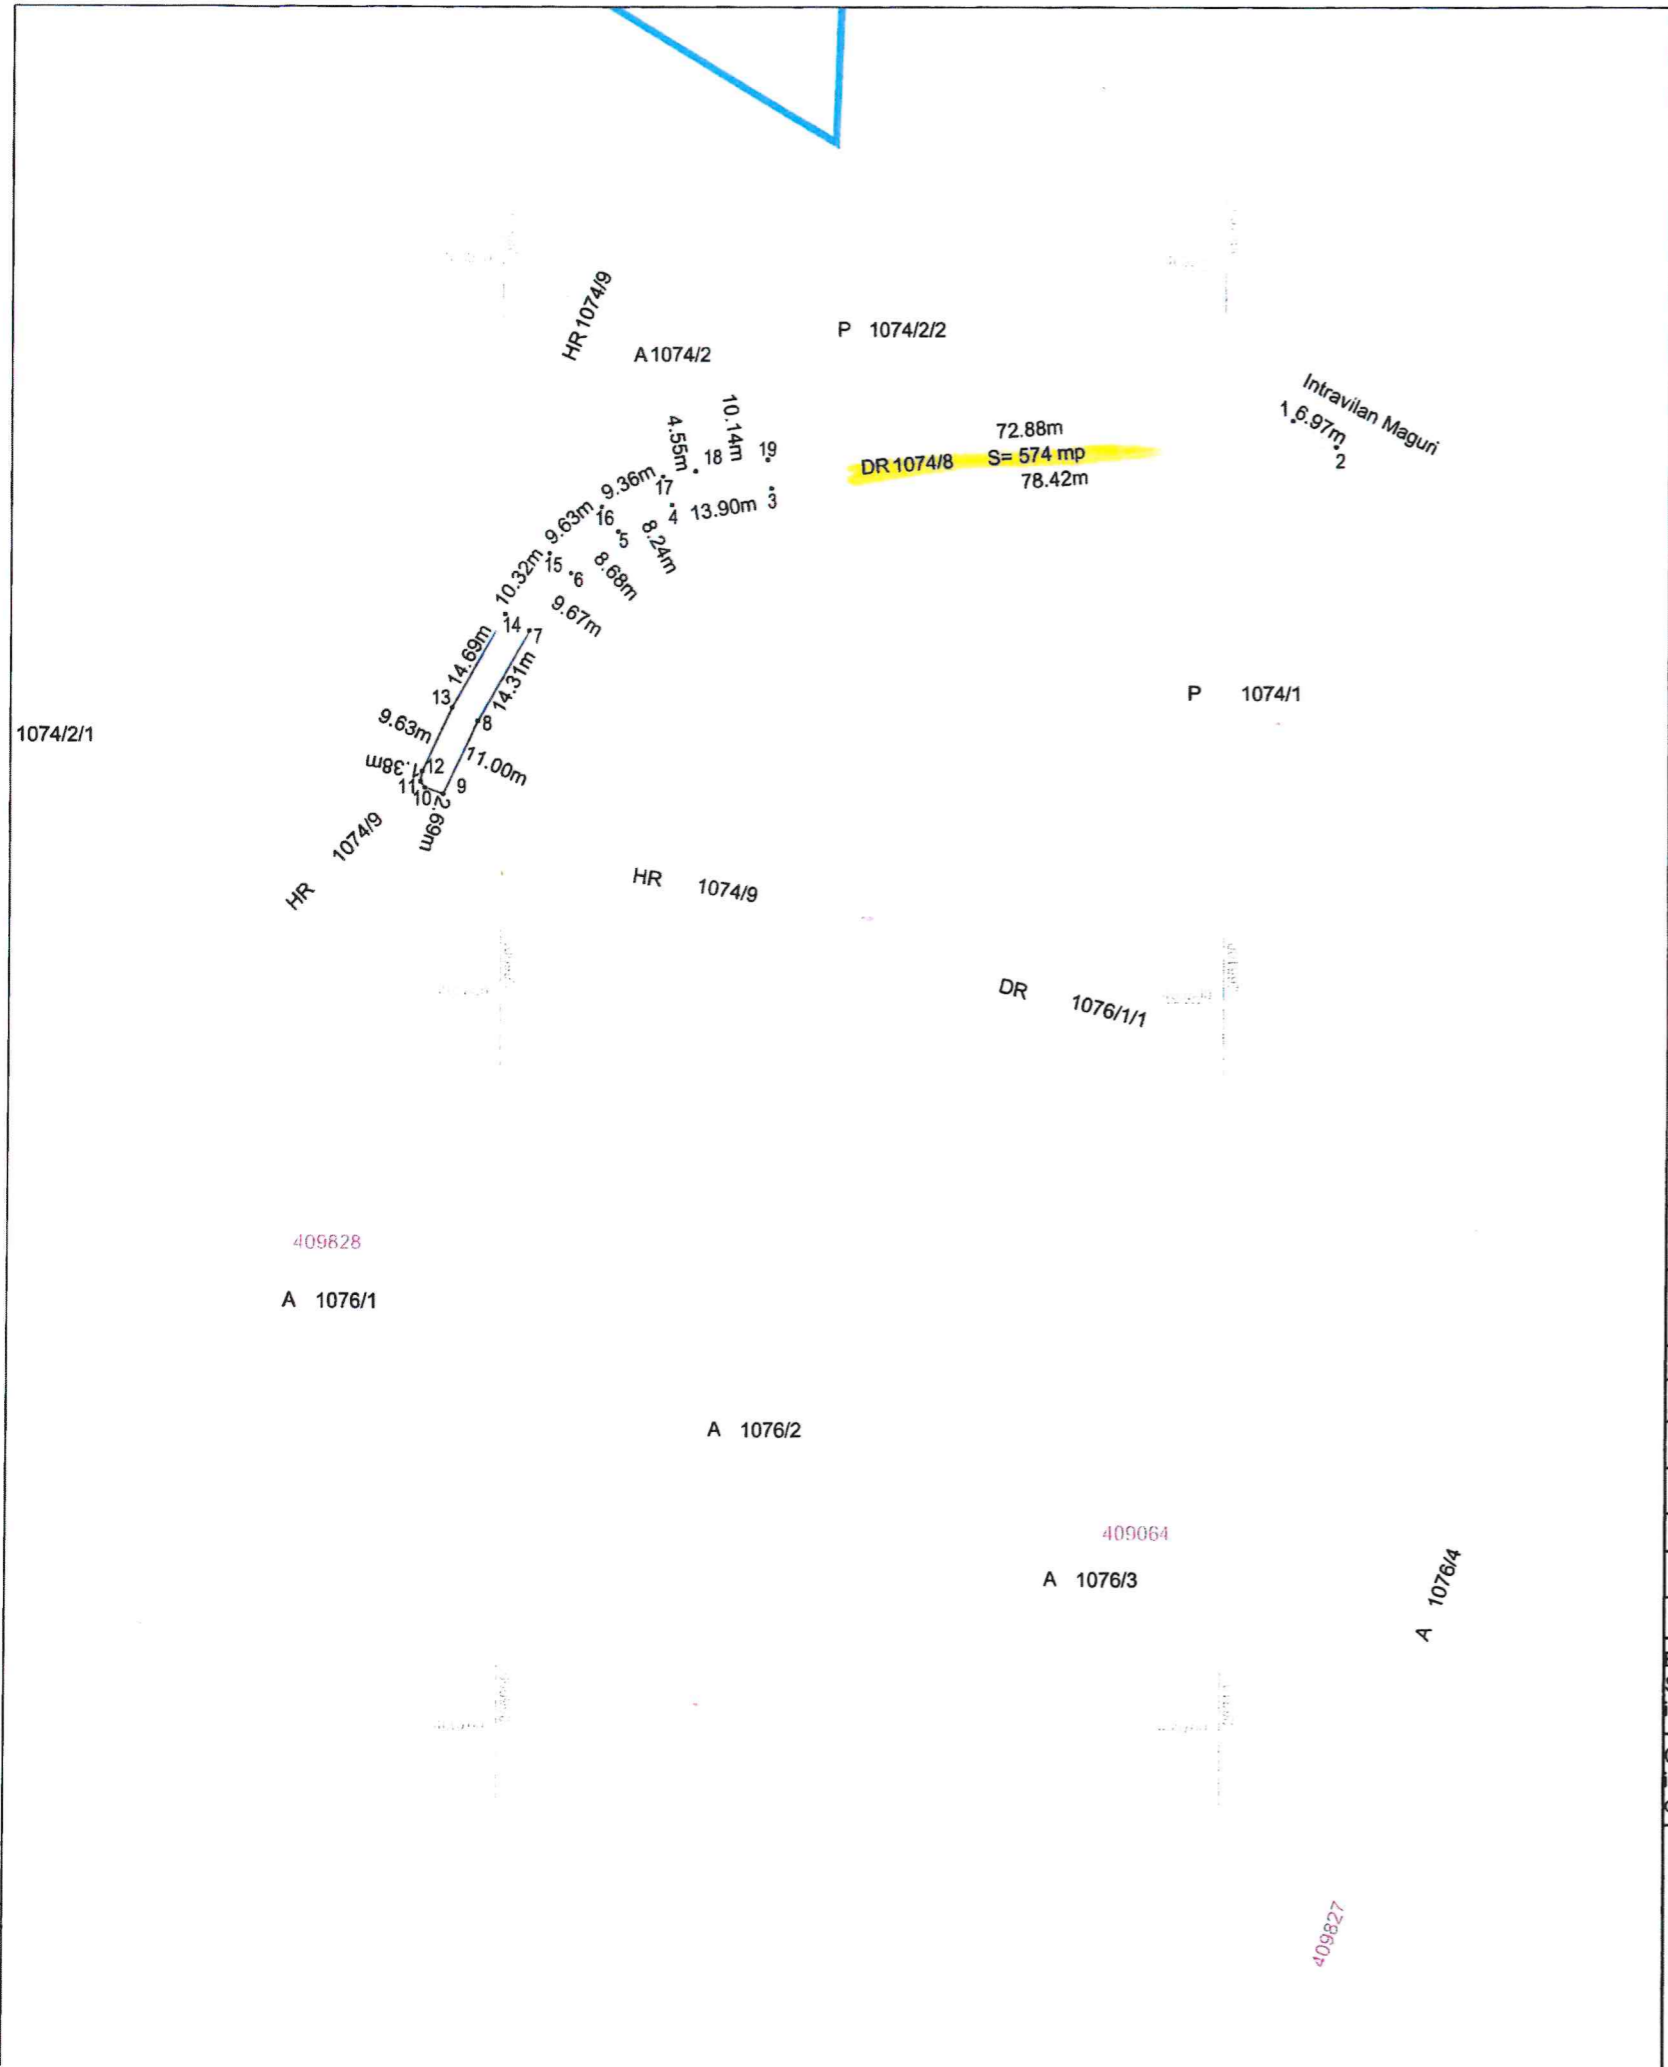 HR 1074/9
A 1074/2
P 1074/2/2
Intravilan Maguri
1
6.97m
2
72.88m
DR 1074/8 S= 574 mp
78.42m
10.14m
4.55m
18
19
9.36m
17
3
13.90m
4
9.63m
16
5
8.24m
10.32m
15
6
8.68m
9.67m
14
7
14.69m
14.31m
13
8
9.63m
11.00m
1.38m
12
11
10
9
2.69m
1074/2/1
P 1074/1
HR 1074/9
HR 1074/9
DR 1076/1/1
409828
A 1076/1
A 1076/2
409064
A 1076/3
A 1076/4
409827